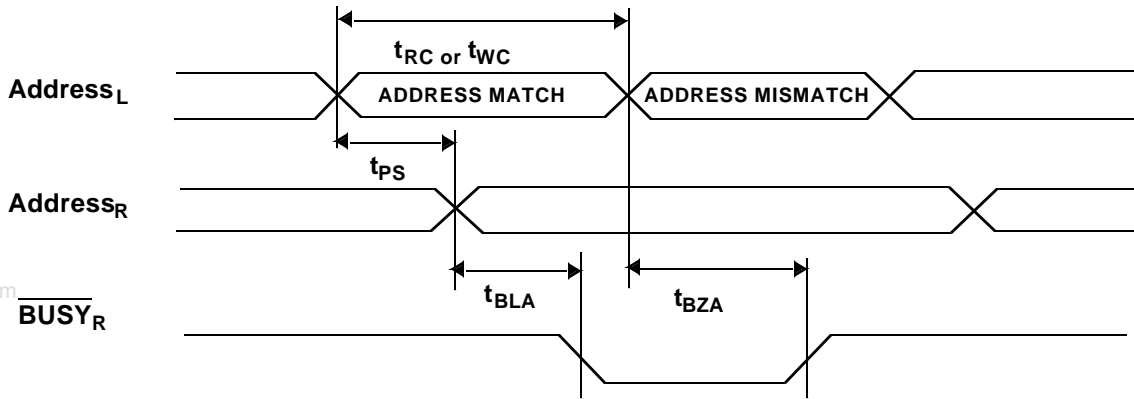 tRC or tWC
AddressL
ADDRESS MATCH
ADDRESS MISMATCH
tPS
AddressR
tBLA
tBZA
m
BUSYR